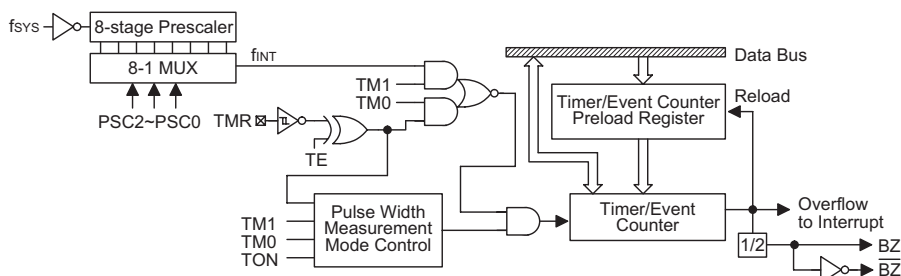 fSYS
8-stage Prescaler
8-1 MUX
fINT
PSC2~PSC0
TM1
TM0
TMR
TE
TM1
TM0
TON
Pulse Width
Measurement
Mode Control
Data Bus
Timer/Event Counter
Preload Register
Reload
Timer/Event
Counter
Overflow
to Interrupt
1/2
BZ
B̅Z̅